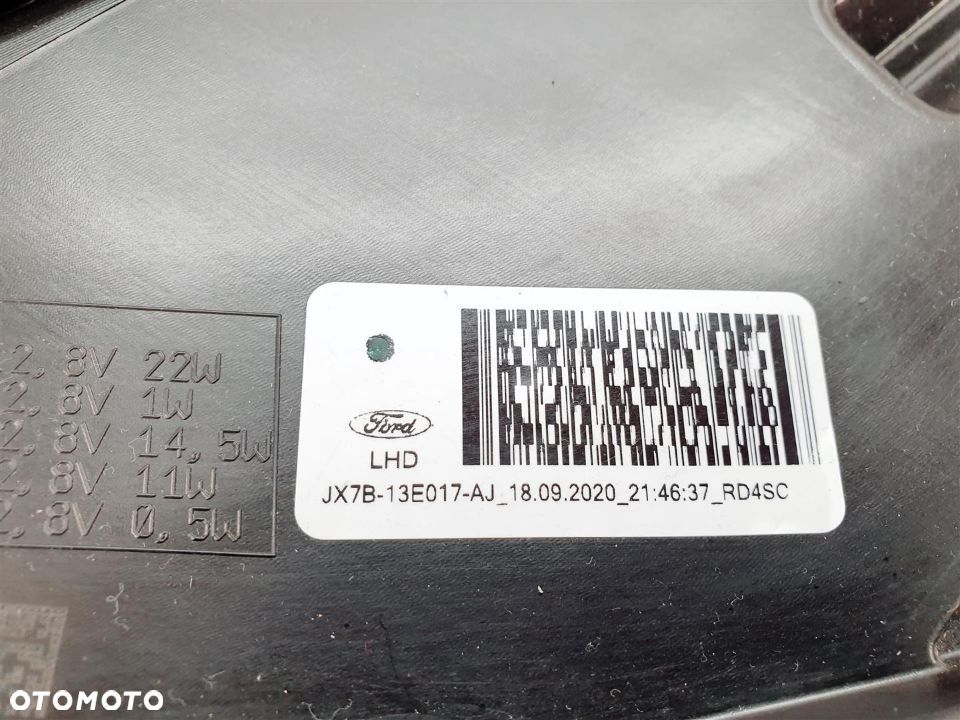 2,8V 22W
2,8V 1W
2,8V 14,5W
2,8V 11W
2,8V 0,5W
Ford
LHD
JX7B-13E017-AJ_18.09.2020_21:46:37_RD4SC
OTOMOTO